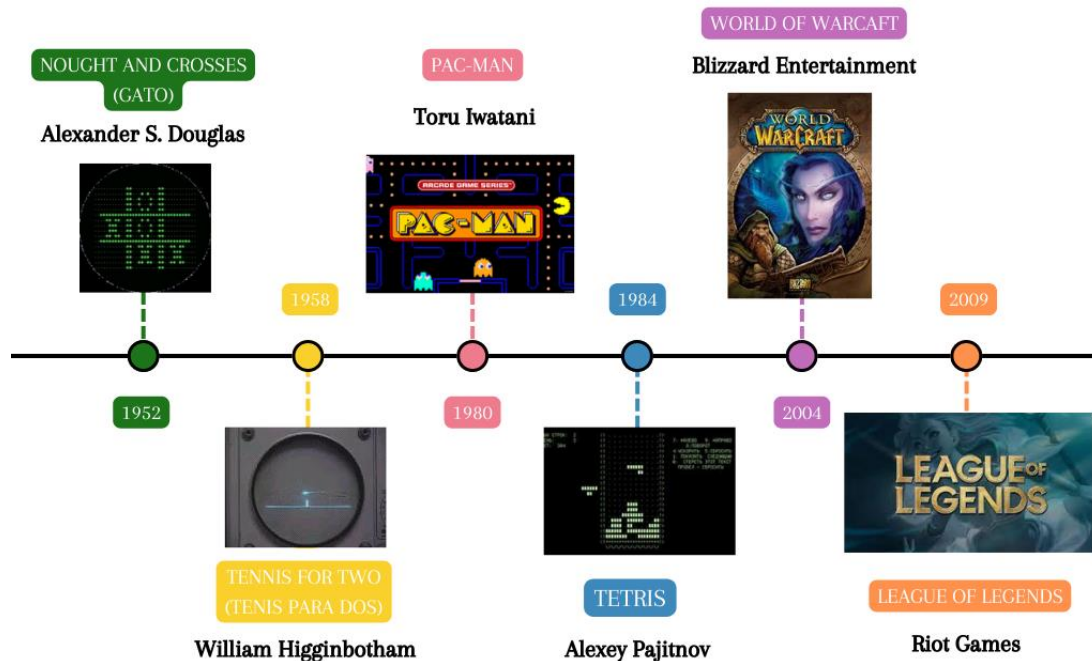 NOUGHT AND CROSSES
(GATO)
Alexander S. Douglas
1952
1958
TENNIS FOR TWO
(TENIS PARA DOS)
William Higginbotham
PAC-MAN
Toru Iwatani
ARCADE GAME SERIES
PAC-MAN
1980
1984
TETRIS
Alexey Pajitnov
WORLD OF WARCAFT
Blizzard Entertainment
WORLD
OF
WARCRAFT
2004
2009
LEAGUE OF
LEGENDS
LEAGUE OF LEGENDS
Riot Games